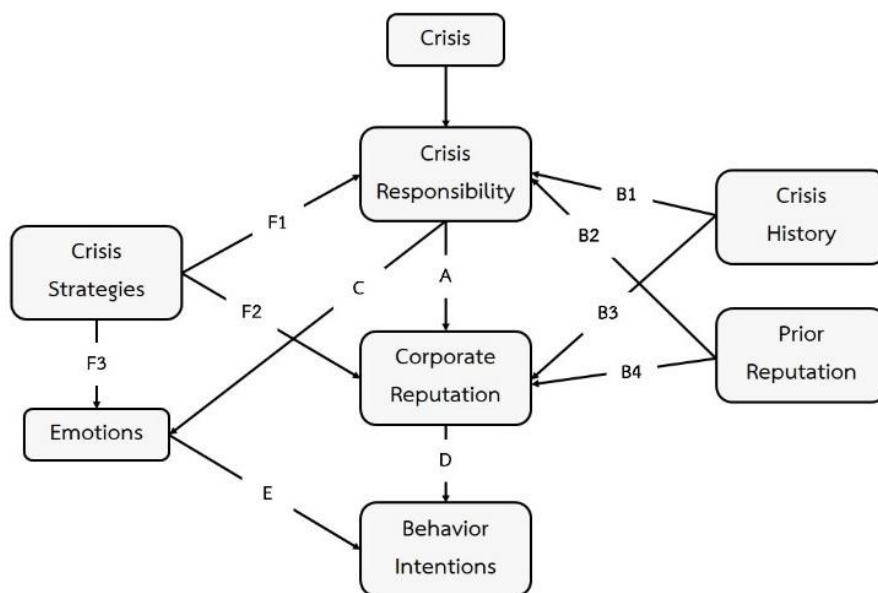 Crisis
Crisis
Responsibility
B1
Crisis
History
F1
B2
Crisis
Strategies
C
A
F2
B3
Prior
Reputation
F3
Corporate
Reputation
B4
Emotions
D
E
Behavior
Intentions